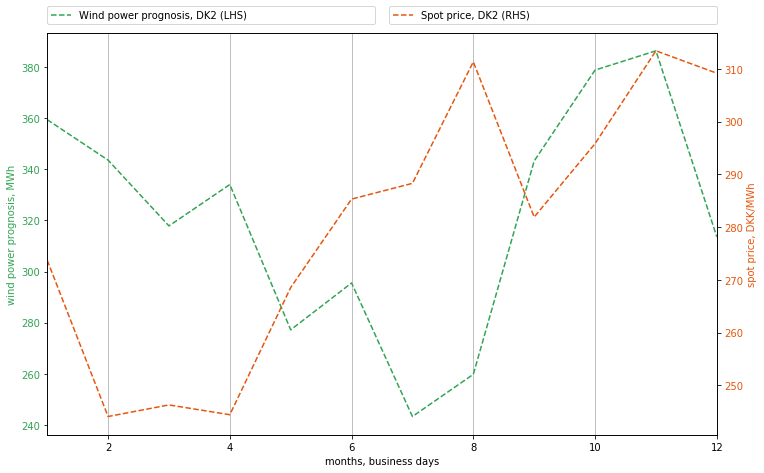 Wind power prognosis, DK2 (LHS)
Spot price, DK2 (RHS)
380
360
340
320
300
280
260
240
wind power prognosis, MWh
310
300
290
280
270
260
250
spot price, DKK/MWh
2 4 6 8 10 12
months, business days